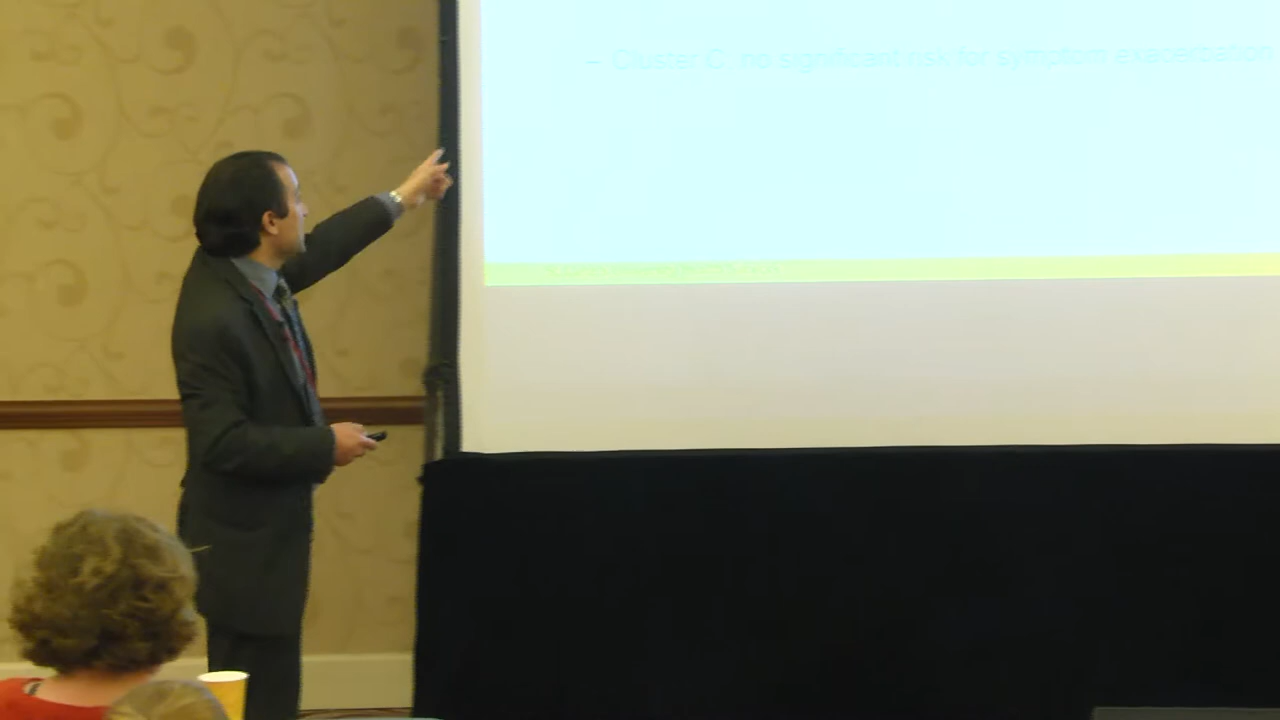 – Cluster C: no significant risk for symptom exacerbation